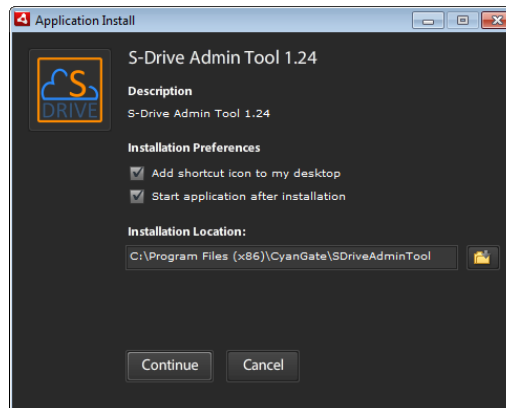 Application Install
S-Drive Admin Tool 1.24
S
DRIVE
Description
S-Drive Admin Tool 1.24
Installation Preferences
Add shortcut icon to my desktop
Start application after installation
Installation Location:
C:\Program Files (x86)\CyanGate\SDriveAdminTool
Continue
Cancel